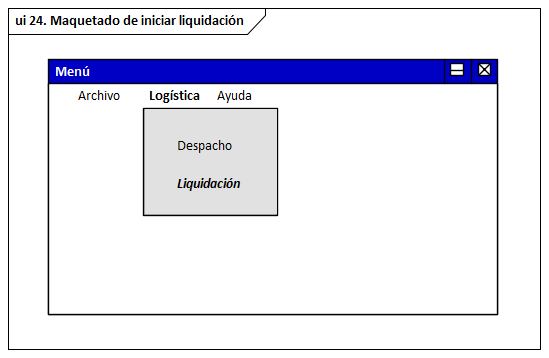 ui 24. Maquetado de iniciar liquidación
Menú
Archivo Logística Ayuda
Despacho
Liquidación